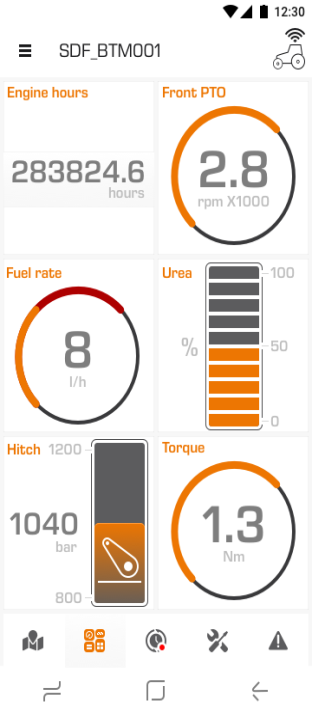 12:30
SDF_BTM001
Engine hours
283824.6
hours
Front PTO
2.8
rpm X1000
Fuel rate
8
l/h
Urea
%
100
50
0
Hitch
1200
1040
bar
800
Torque
1.3
Nm